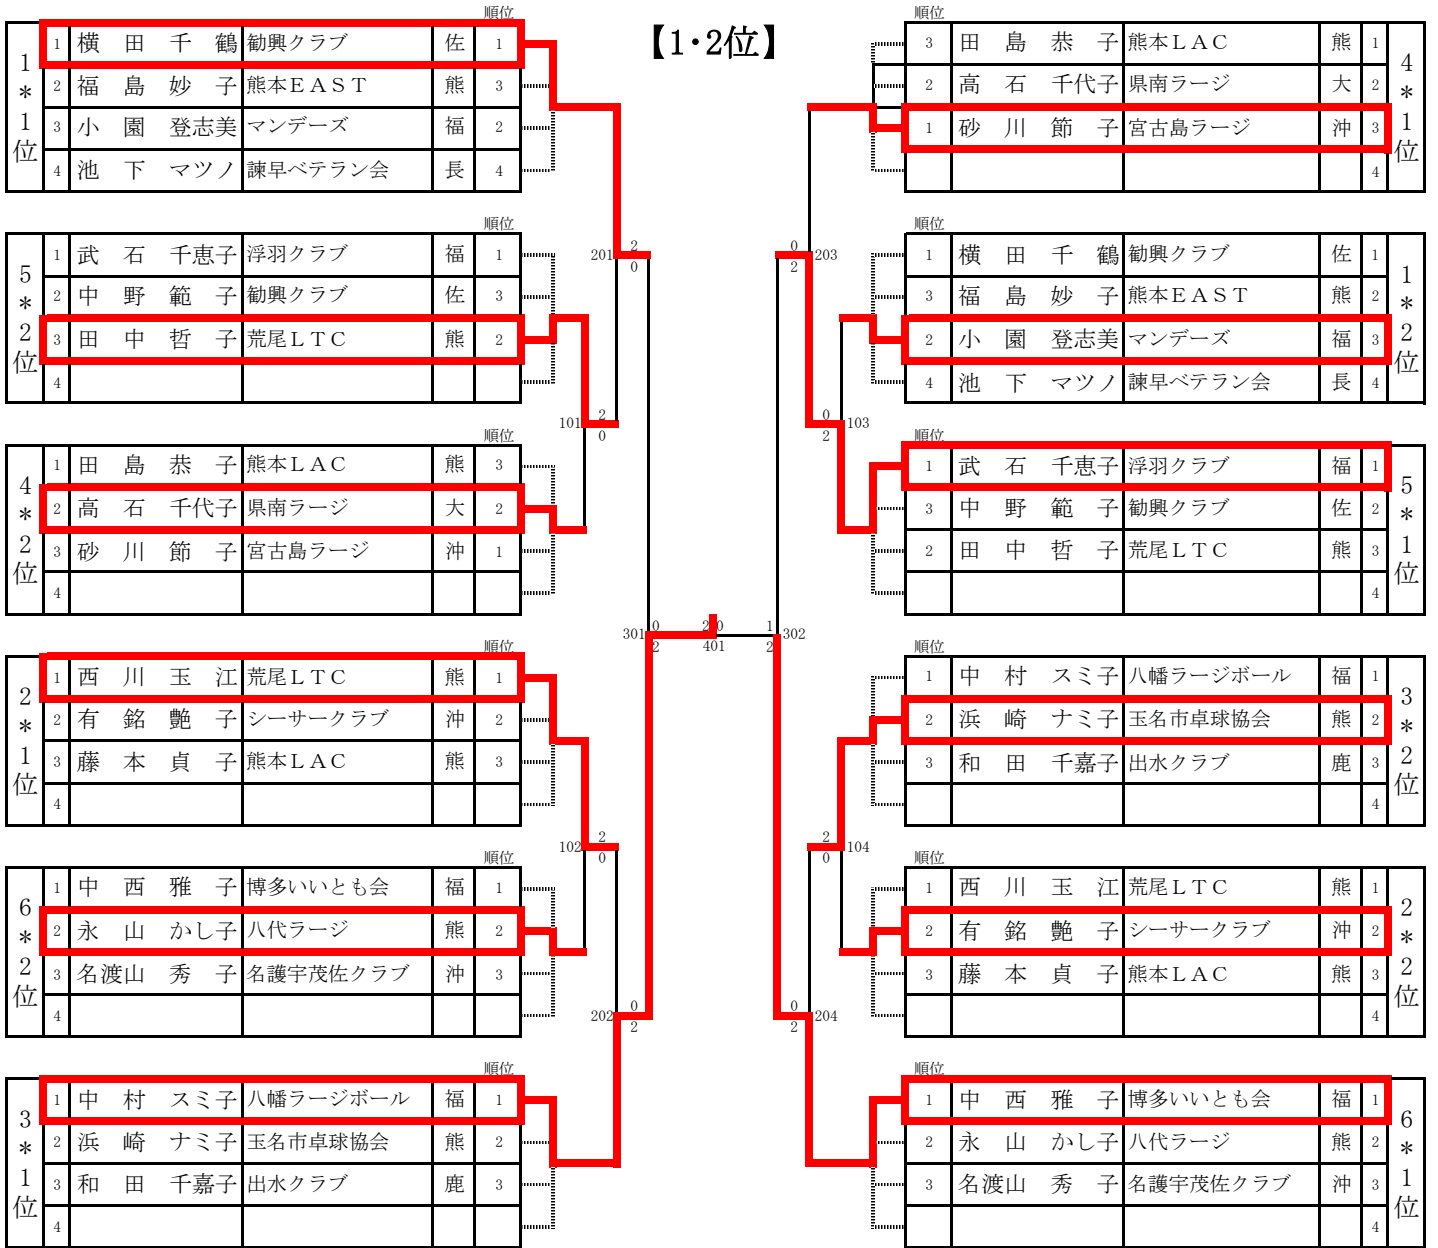 【1・2位】
順位
1*1位
1 横田千鶴 勧興クラブ 佐 1
2 福島妙子 熊本EAST 熊 3
3 小園登志美 マンデーズ 福 2
4 池下マツノ 諫早ベテラン会 長 4
順位
5*2位
1 武石千恵子 浮羽クラブ 福 1
2 中野範子 勧興クラブ 佐 3
3 田中哲子 荒尾LTC 熊 2
4
順位
4*2位
1 田島恭子 熊本LAC 熊 3
2 高石千代子 県南ラージ 大 2
3 砂川節子 宮古島ラージ 沖 1
4
順位
2*1位
1 西川玉江 荒尾LTC 熊 1
2 有銘艶子 シーサークラブ 沖 2
3 藤本貞子 熊本LAC 熊 3
4
順位
6*2位
1 中西雅子 博多いいとも会 福 1
2 永山かし子 八代ラージ 熊 2
3 名渡山秀子 名護宇茂佐クラブ 沖 3
4
順位
3*1位
1 中村スミ子 八幡ラージボール 福 1
2 浜崎ナミ子 玉名市卓球協会 熊 2
3 和田千嘉子 出水クラブ 鹿 3
4
201 2 0
101 2 0
301 0 2
102 2 0
202 0 2
2 0
401
0 2 203
0 2 103
1 2 302
2 0 104
0 2 204
順位
4*1位
3 田島恭子 熊本LAC 熊 1
2 高石千代子 県南ラージ 大 2
1 砂川節子 宮古島ラージ 沖 3
4
順位
1*2位
1 横田千鶴 勧興クラブ 佐 1
3 福島妙子 熊本EAST 熊 2
2 小園登志美 マンデーズ 福 3
4 池下マツノ 諫早ベテラン会 長 4
順位
5*1位
1 武石千恵子 浮羽クラブ 福 1
3 中野範子 勧興クラブ 佐 2
2 田中哲子 荒尾LTC 熊 3
4
順位
3*2位
1 中村スミ子 八幡ラージボール 福 1
2 浜崎ナミ子 玉名市卓球協会 熊 2
3 和田千嘉子 出水クラブ 鹿 3
4
順位
2*2位
1 西川玉江 荒尾LTC 熊 1
2 有銘艶子 シーサークラブ 沖 2
3 藤本貞子 熊本LAC 熊 3
4
順位
6*1位
1 中西雅子 博多いいとも会 福 1
2 永山かし子 八代ラージ 熊 2
3 名渡山秀子 名護宇茂佐クラブ 沖 3
4